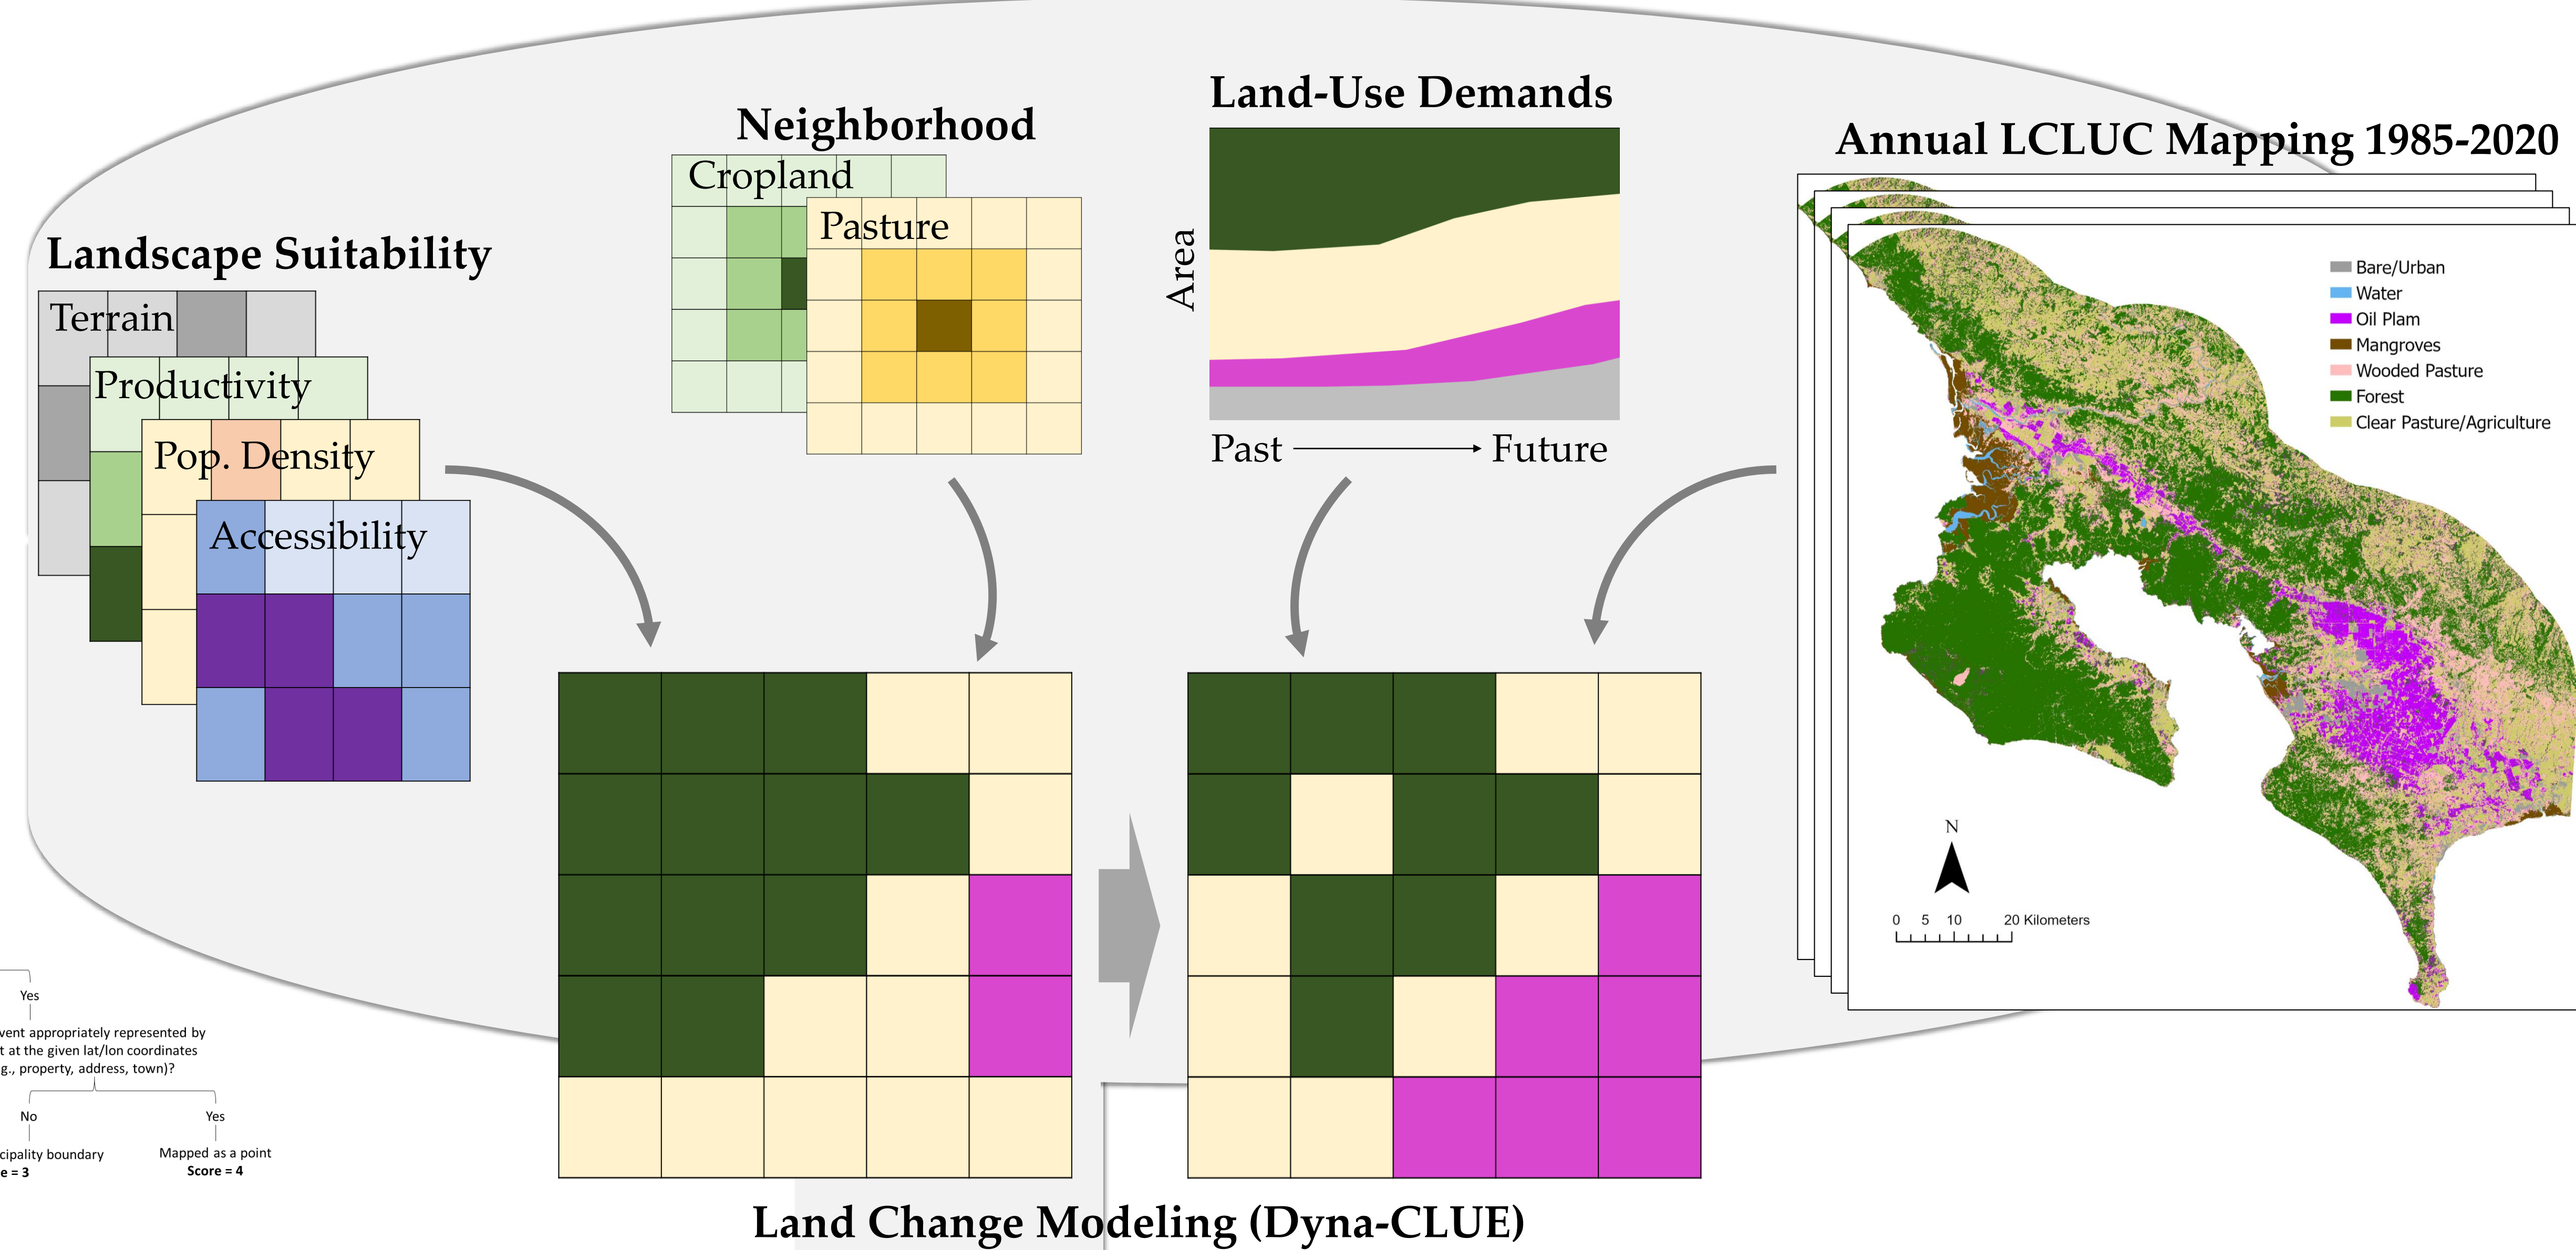 Landscape Suitability
Terrain
Productivity
Pop. Density
Accessibility
Neighborhood
Cropland
Pasture
Land-Use Demands
Area
Past
Future
Annual LCLUC Mapping 1985-2020
Bare/Urban
Water
Oil Plam
Mangroves
Wooded Pasture
Forest
Clear Pasture/Agriculture
N
0 5 10 20 Kilometers
Yes
vent appropriately represented by
t at the given lat/lon coordinates
g., property, address, town)?
No
Yes
cipality boundary
e = 3
Mapped as a point
Score = 4
Land Change Modeling (Dyna-CLUE)